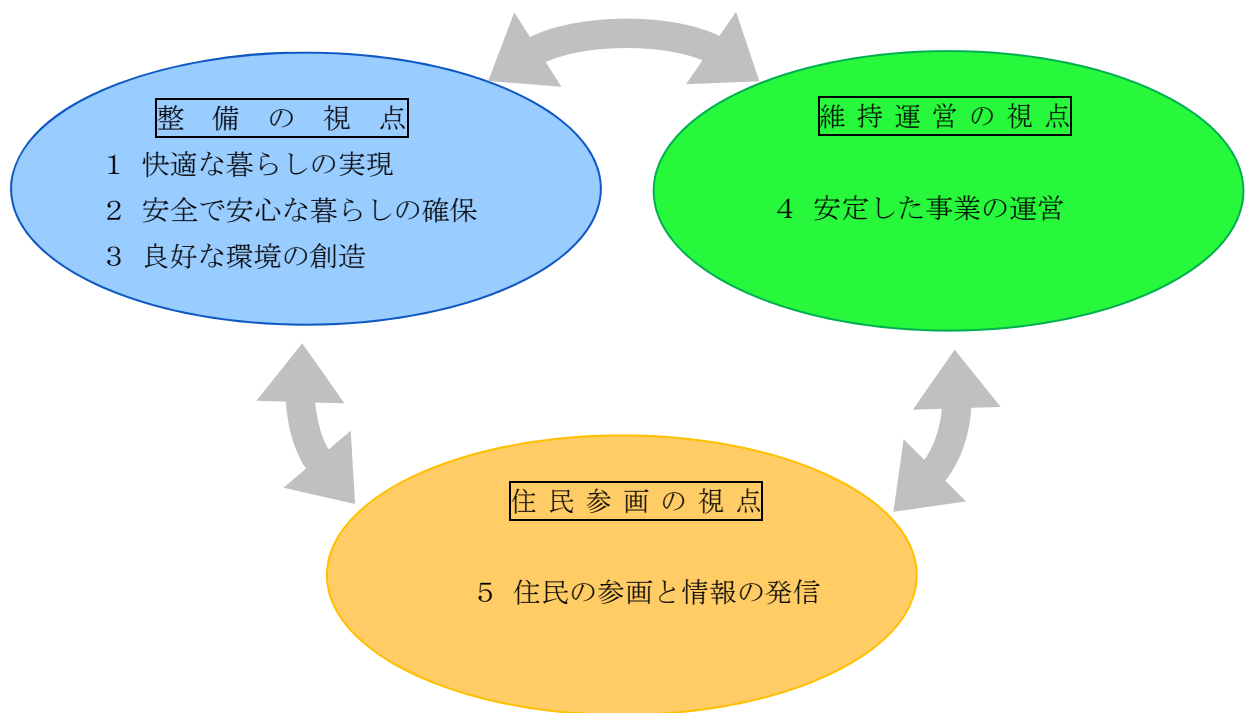 整備の視点
１ 快適な暮らしの実現
２ 安全で安心な暮らしの確保
３ 良好な環境の創造
維持運営の視点
４ 安定した事業の運営
住民参画の視点
５ 住民の参画と情報の発信